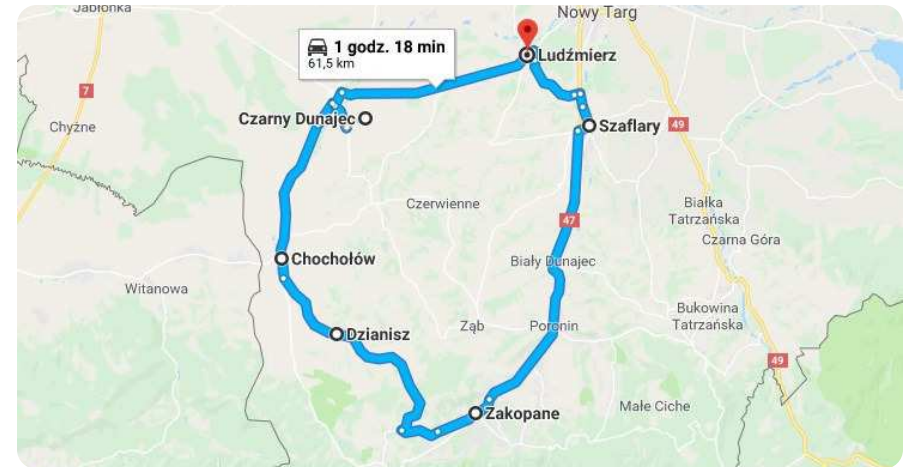 Jabłonka
Nowy Targ
1 godz. 18 min
61,5 km
Ludźmierz
7
Chyżne
Czarny Dunajec
Szaflary
49
Czerwienne
Białka
Tatrzańska
47
Czarna Góra
Chochołów
Biały Dunajec
Witanowa
Bukowina
Tatrzańska
Dzianisz
Ząb
Poronin
49
Zakopane
Małe Ciche